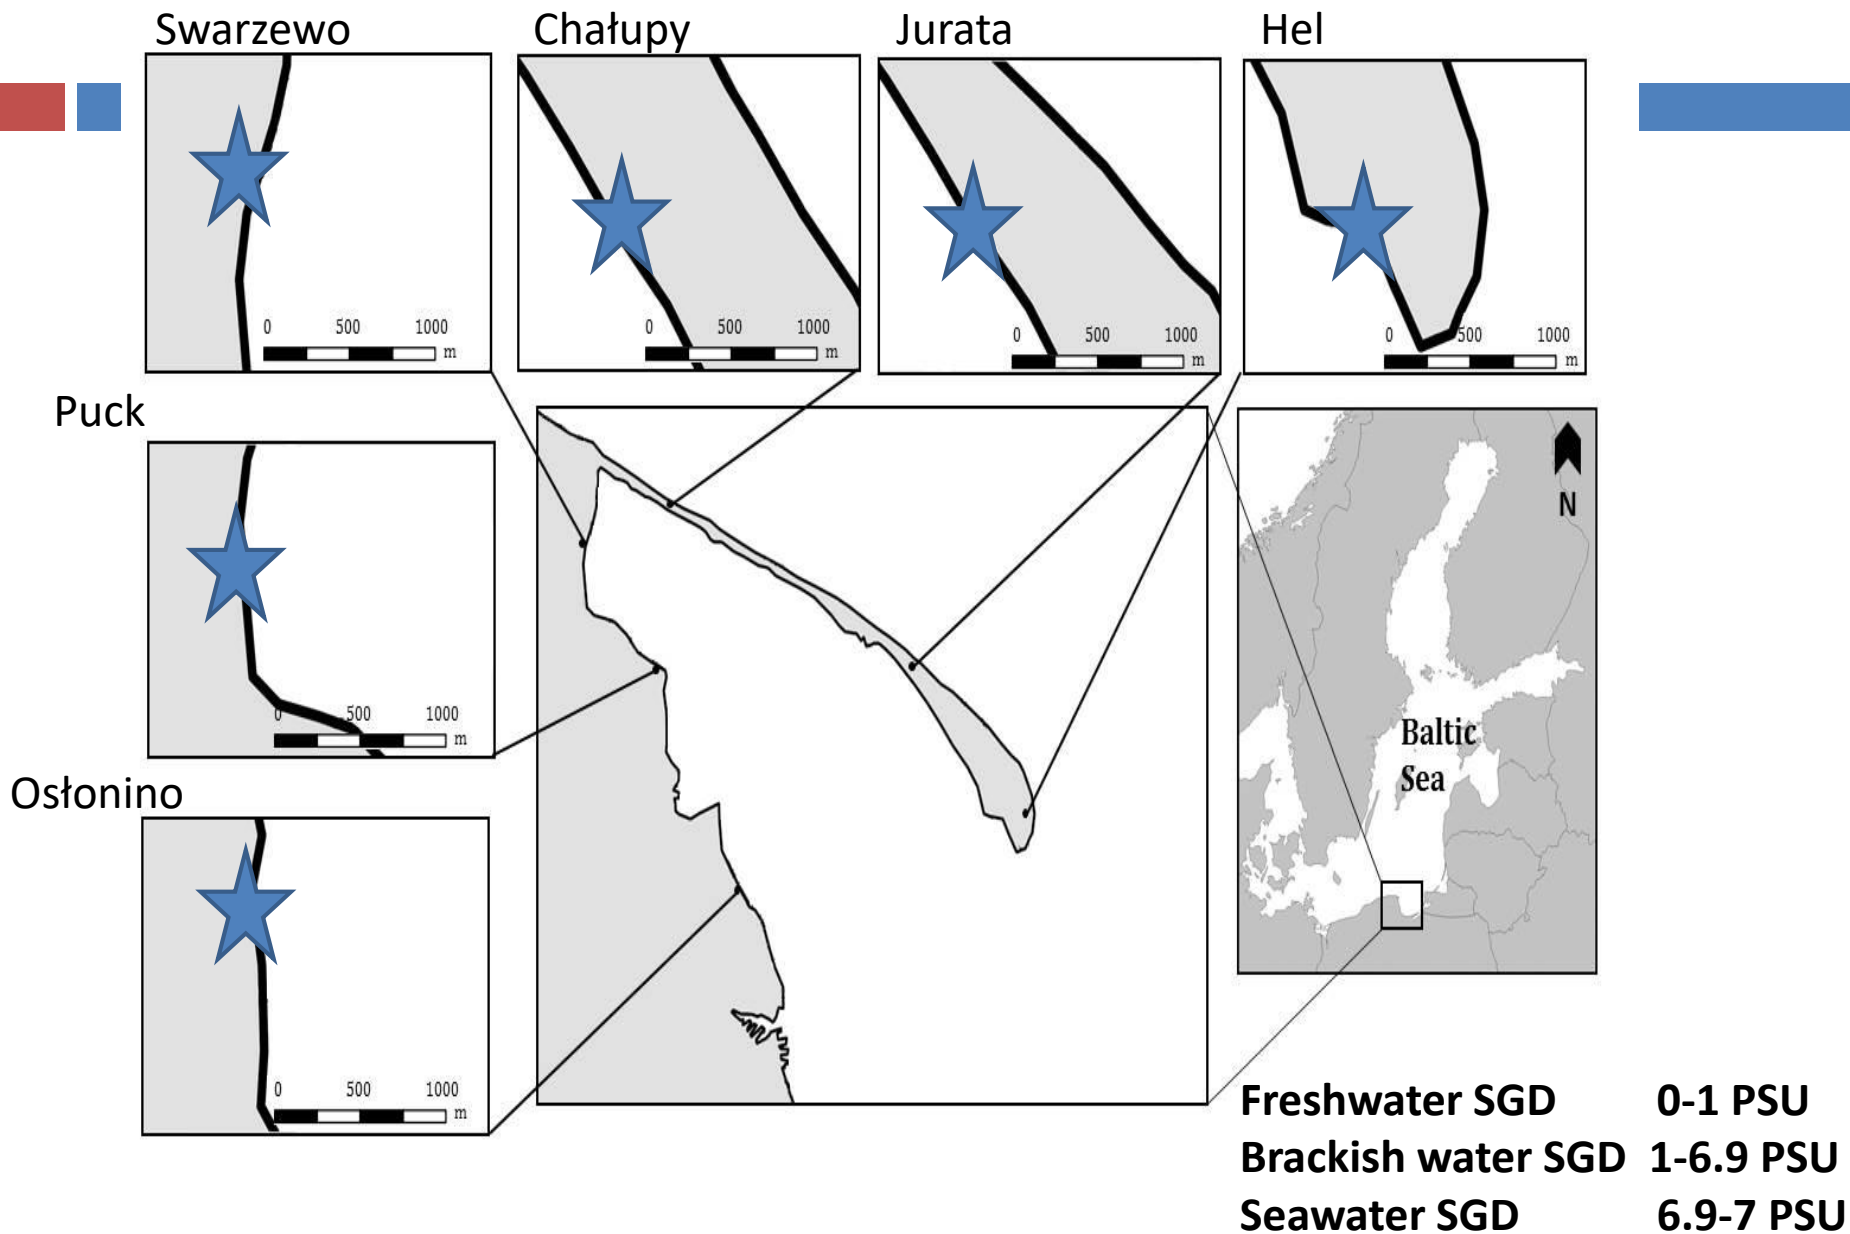 Swarzewo
Chałupy
Jurata
Hel
0 500 1000
m
0 500 1000
m
0 500 1000
m
0 500 1000
m
Puck
0 500 1000
m
N
Baltic
Sea
Osłonino
0 500 1000
m
Freshwater SGD 0-1 PSU
Brackish water SGD 1-6.9 PSU
Seawater SGD 6.9-7 PSU